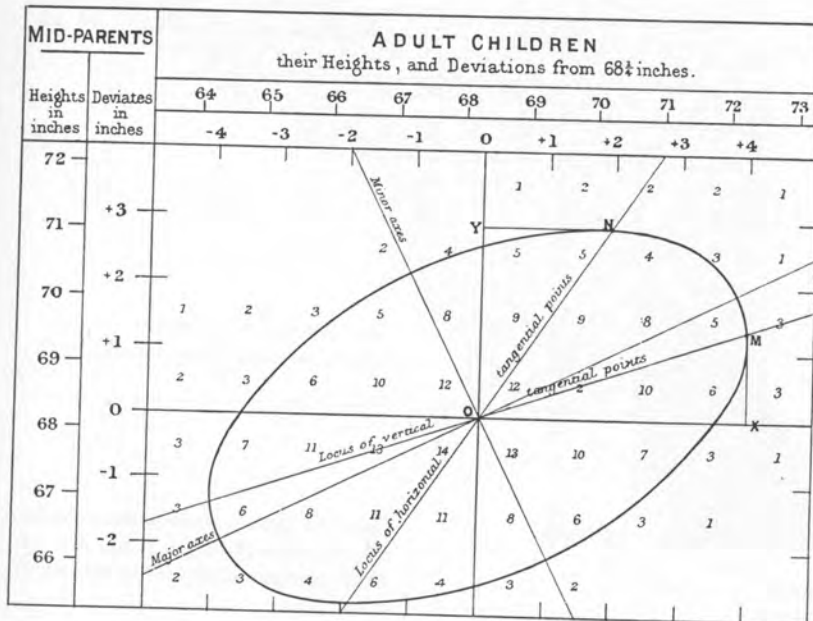 MID-PARENTS
ADULT CHILDREN
their Heights, and Deviations from 68¼ inches.
Heights in inches
Deviates in inches
64 65 66 67 68 69 70 71 72 73
-4 -3 -2 -1 0 +1 +2 +3 +4
72
1 2 2 2 1
+3
71
Y N
Minor axes
2 4 5 5 4 3 1
+2
70
tangential points
1 2 3 5 8 9 9 8 5 3
+1
M
69
tangential points
2 3 6 10 12 12 2 10 6 3
0
O
X
68
Locus of vertical
3 7 11 13 14 13 10 7 3 1
-1
67
3 6 8 11 11 8 6 3 1
Locus of horizontal
-2
Major axes
66
2 3 4 6 4 3 2